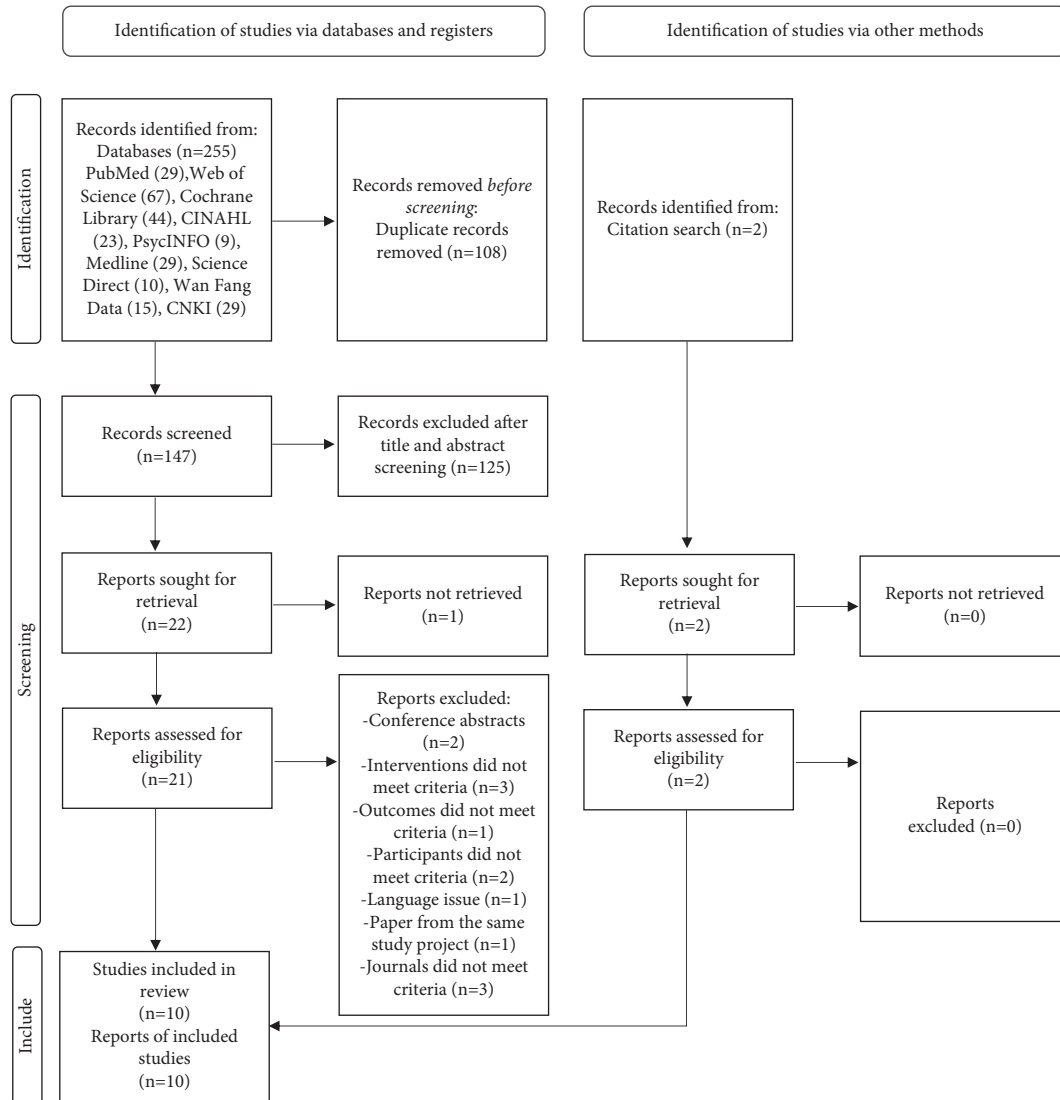 Identification of studies via databases and registers
Identification of studies via other methods
Identification
Records identified from:
Databases (n=255)
PubMed (29),Web of
Science (67), Cochrane
Library (44), CINAHL
(23), PsycINFO (9),
Medline (29), Science
Direct (10), Wan Fang
Data (15), CNKI (29)
Records removed before
screening:
Duplicate records
removed (n=108)
Records identified from:
Citation search (n=2)
Screening
Records screened
(n=147)
Records excluded after
title and abstract
screening (n=125)
Reports sought for
retrieval
(n=22)
Reports not retrieved
(n=1)
Reports sought for
retrieval
(n=2)
Reports not retrieved
(n=0)
Reports assessed for
eligibility
(n=21)
Reports excluded:
-Conference abstracts
(n=2)
-Interventions did not
meet criteria (n=3)
-Outcomes did not meet
criteria (n=1)
-Participants did not
meet criteria (n=2)
-Language issue (n=1)
-Paper from the same
study project (n=1)
-Journals did not meet
criteria (n=3)
Reports assessed for
eligibility
(n=2)
Reports
excluded (n=0)
Include
Studies included in
review
(n=10)
Reports of included
studies
(n=10)